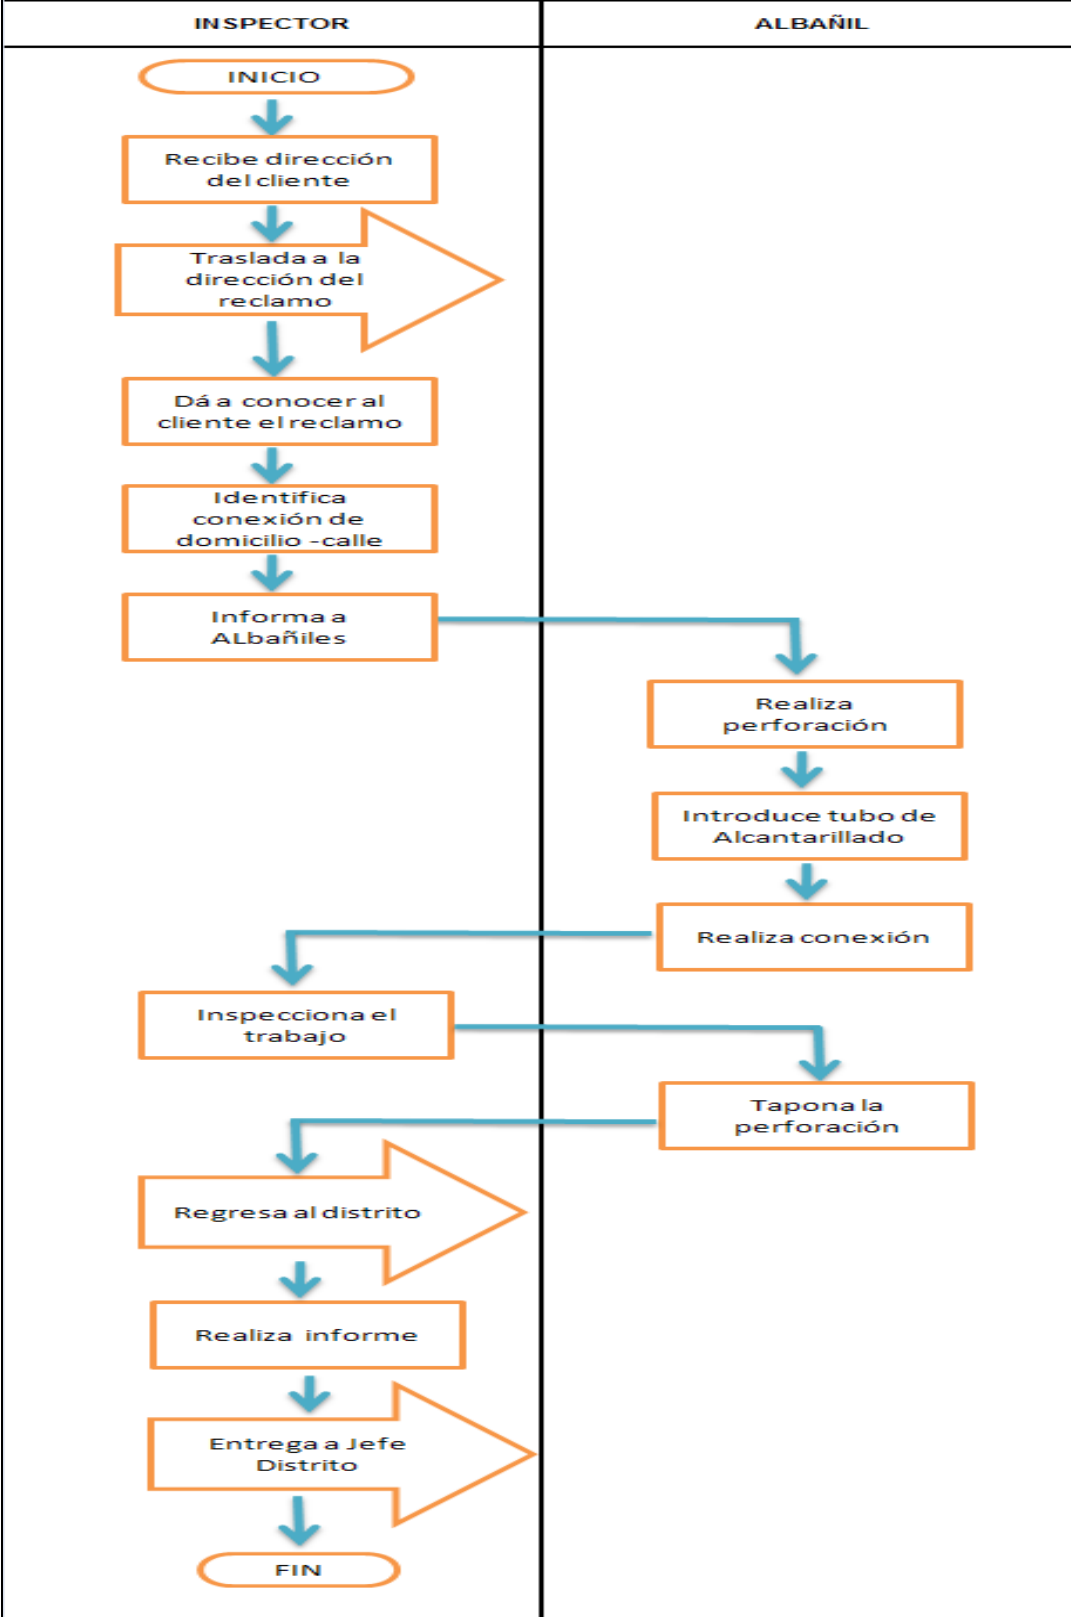 INSPECTOR
ALBAÑIL
INICIO
Recibe dirección
del cliente
Traslada a la
dirección del
reclamo
Dá a conocer al
cliente el reclamo
Identifica
conexión de
domicilio -calle
Informa a
ALbañiles
Realiza
perforación
Introduce tubo de
Alcantarillado
Realiza conexión
Inspecciona el
trabajo
Tapona la
perforación
Regresa al distrito
Realiza informe
Entrega a Jefe
Distrito
FIN